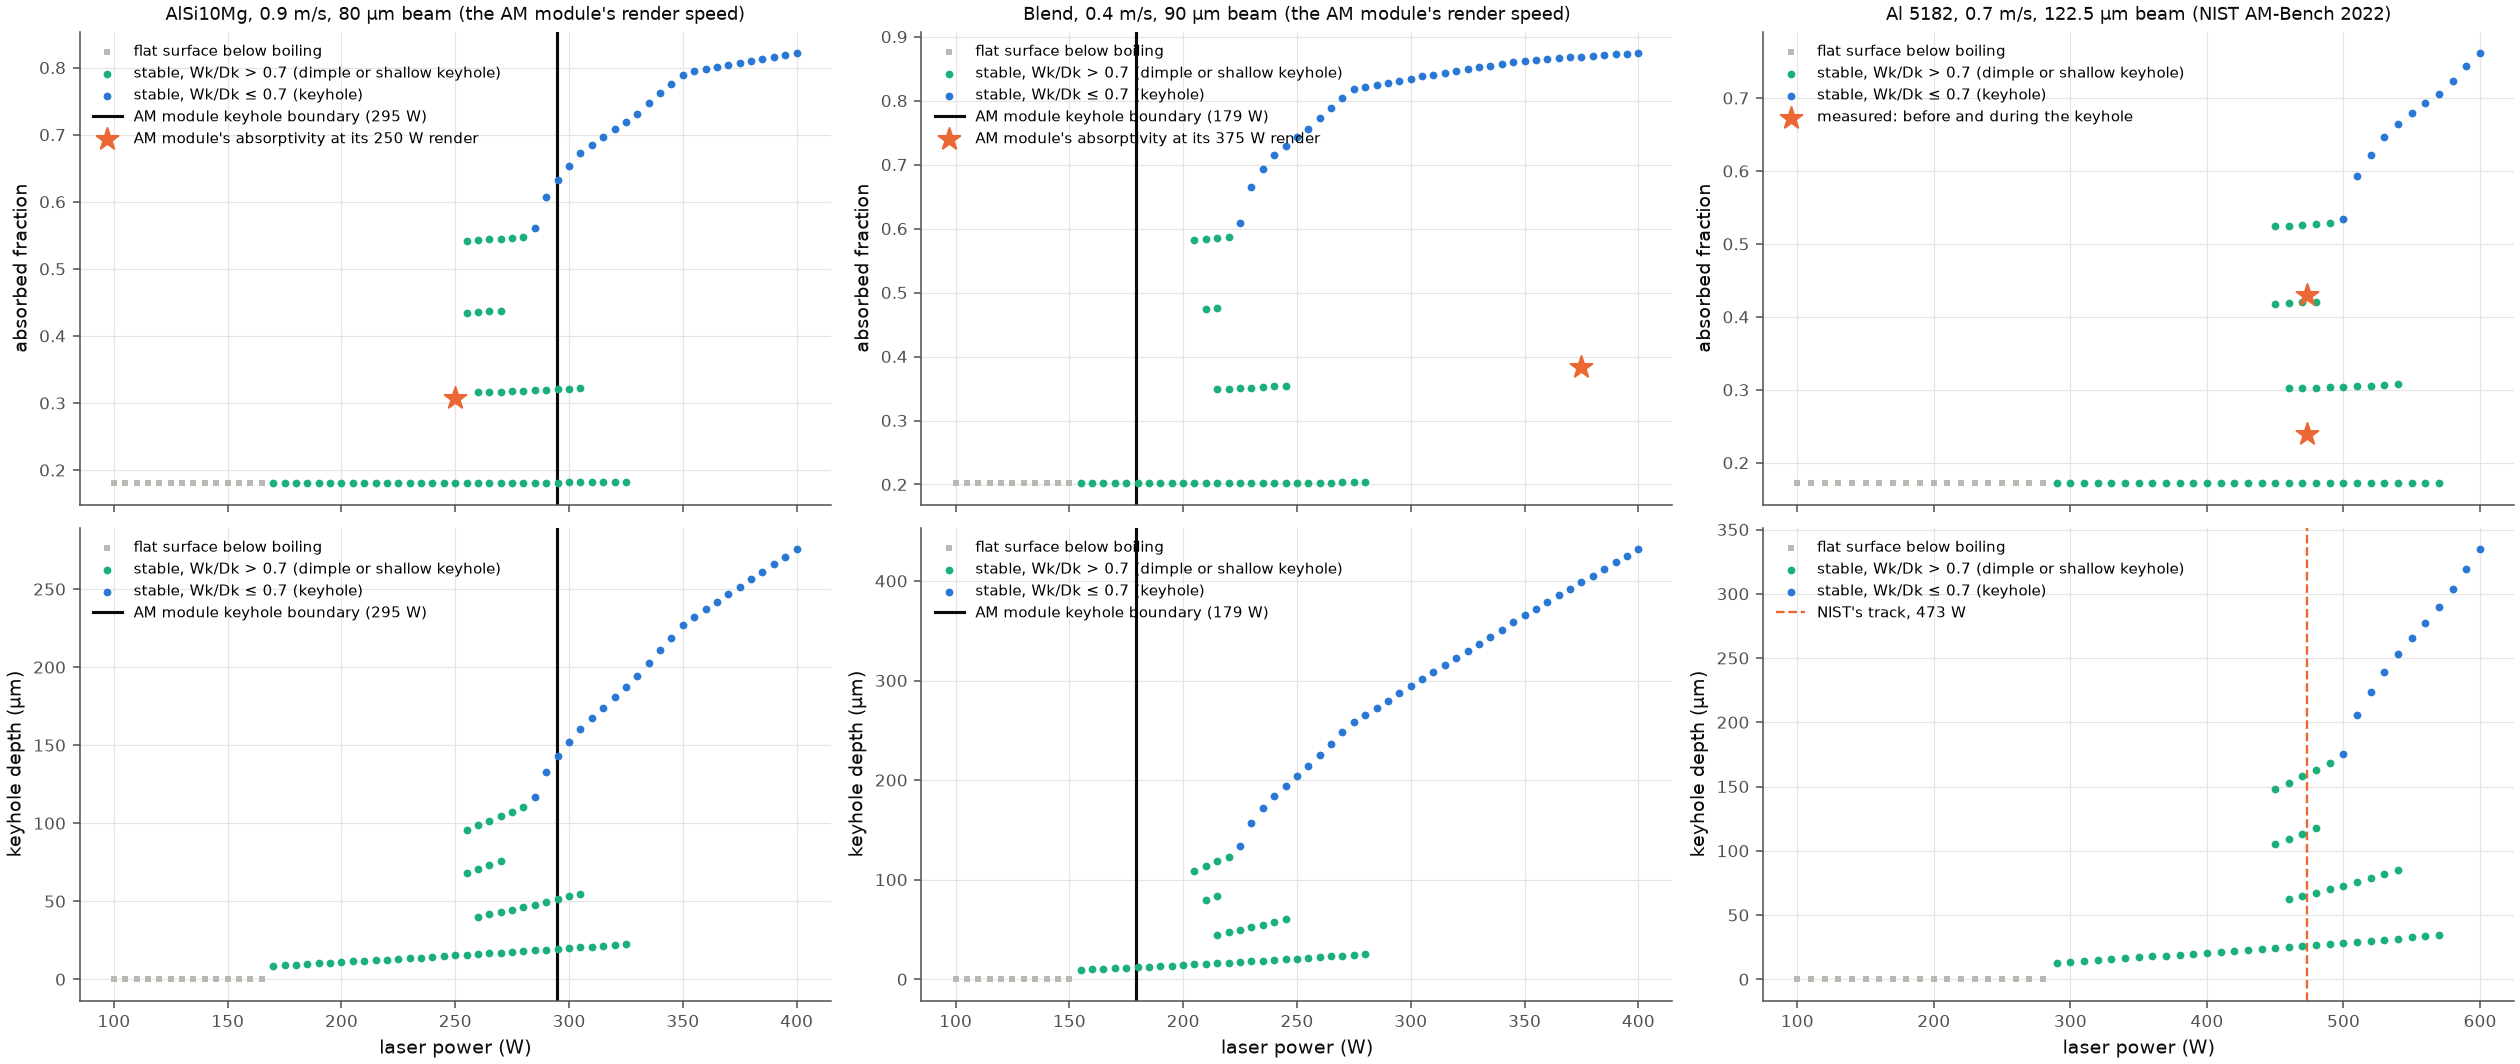 AlSi10Mg, 0.9 m/s, 80 µm beam (the AM module's render speed)
flat surface below boiling
stable, Wk/Dk > 0.7 (dimple or shallow keyhole)
stable, Wk/Dk ≤ 0.7 (keyhole)
AM module keyhole boundary (295 W)
AM module's absorptivity at its 250 W render
absorbed fraction
0.8
0.7
0.6
0.5
0.4
0.3
0.2
Blend, 0.4 m/s, 90 µm beam (the AM module's render speed)
flat surface below boiling
stable, Wk/Dk > 0.7 (dimple or shallow keyhole)
stable, Wk/Dk ≤ 0.7 (keyhole)
AM module keyhole boundary (179 W)
AM module's absorptivity at its 375 W render
absorbed fraction
0.9
0.8
0.7
0.6
0.5
0.4
0.3
0.2
Al 5182, 0.7 m/s, 122.5 µm beam (NIST AM-Bench 2022)
flat surface below boiling
stable, Wk/Dk > 0.7 (dimple or shallow keyhole)
stable, Wk/Dk ≤ 0.7 (keyhole)
measured: before and during the keyhole
absorbed fraction
0.7
0.6
0.5
0.4
0.3
0.2
flat surface below boiling
stable, Wk/Dk > 0.7 (dimple or shallow keyhole)
stable, Wk/Dk ≤ 0.7 (keyhole)
AM module keyhole boundary (295 W)
keyhole depth (µm)
250
200
150
100
50
0
100 150 200 250 300 350 400
laser power (W)
flat surface below boiling
stable, Wk/Dk > 0.7 (dimple or shallow keyhole)
stable, Wk/Dk ≤ 0.7 (keyhole)
AM module keyhole boundary (179 W)
keyhole depth (µm)
400
300
200
100
0
100 150 200 250 300 350 400
laser power (W)
flat surface below boiling
stable, Wk/Dk > 0.7 (dimple or shallow keyhole)
stable, Wk/Dk ≤ 0.7 (keyhole)
NIST's track, 473 W
keyhole depth (µm)
350
300
250
200
150
100
50
0
100 200 300 400 500 600
laser power (W)